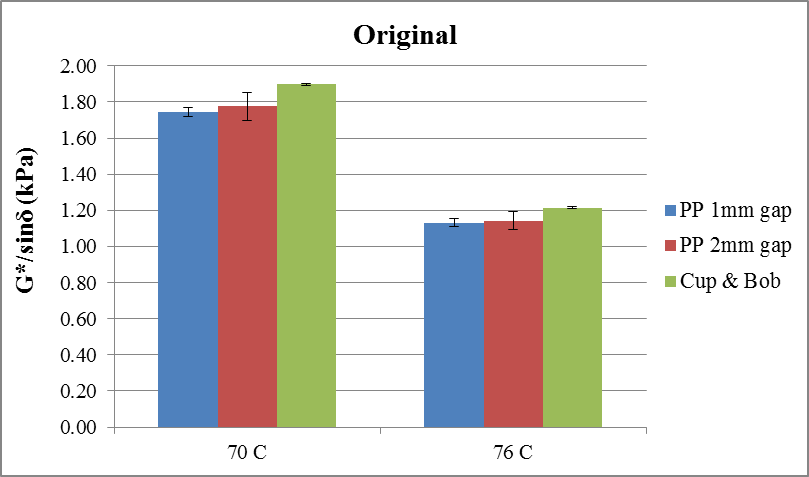 Original
G*/sinδ (kPa)
2.00
1.80
1.60
1.40
1.20
1.00
0.80
0.60
0.40
0.20
0.00
70 C
76 C
PP 1mm gap
PP 2mm gap
Cup & Bob